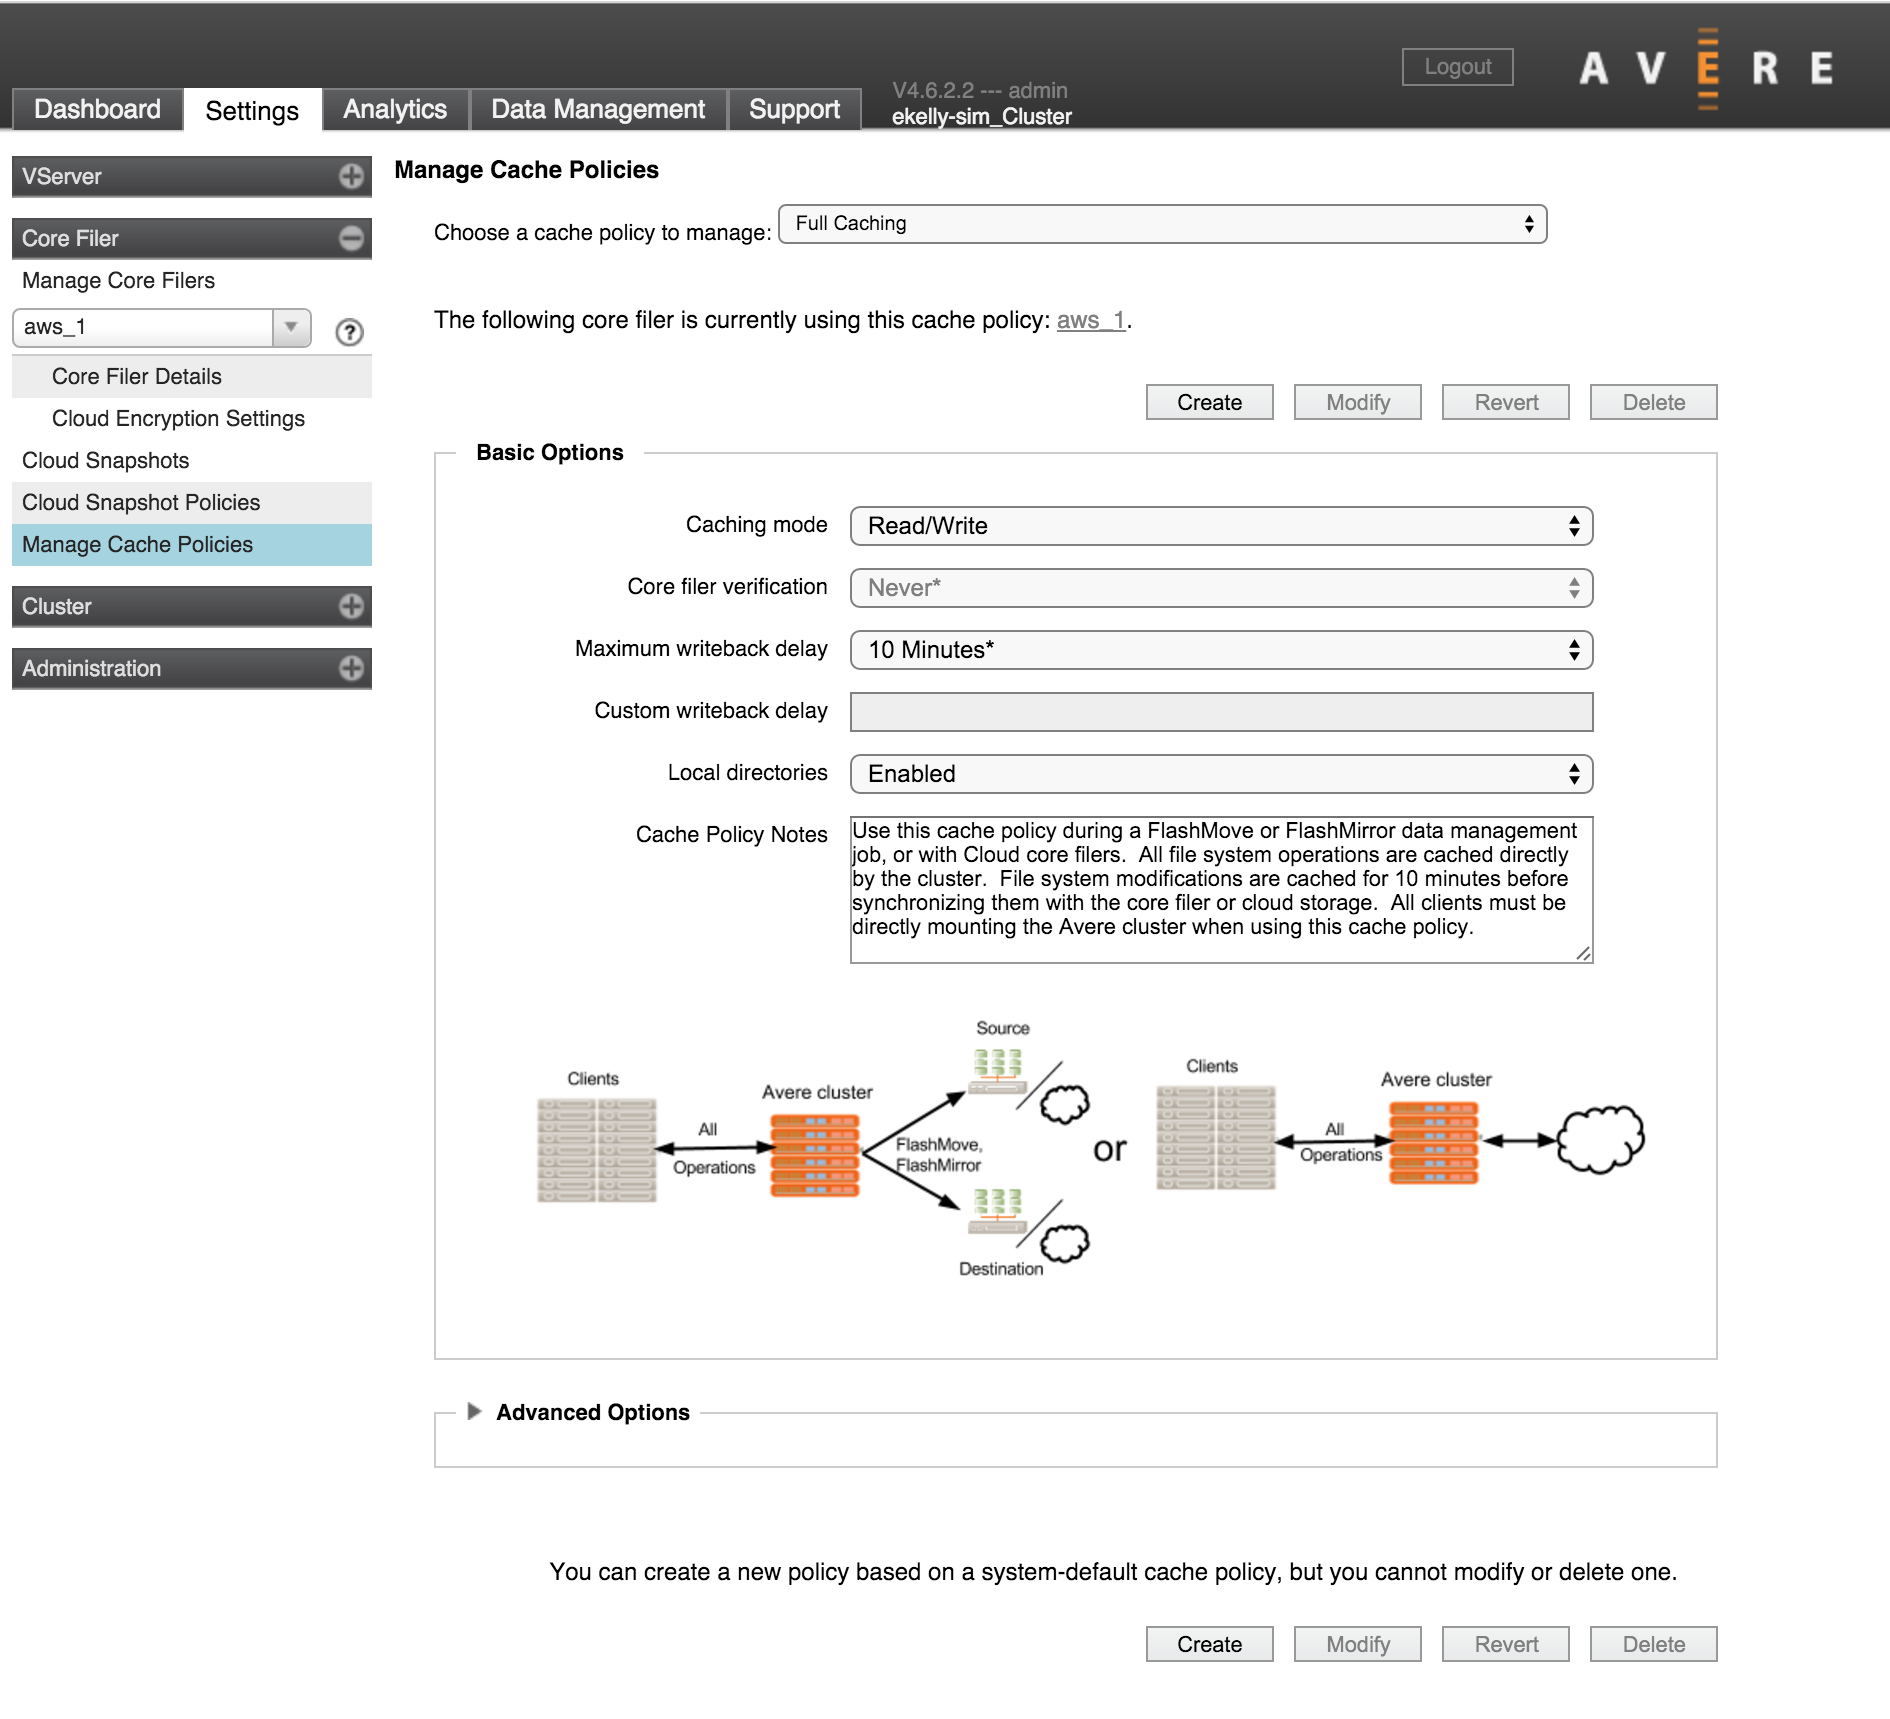 Logout
AVERE
Dashboard
Settings
Analytics
Data Management
Support
V4.6.2.2 --- admin
ekelly-sim_Cluster
VServer
Core Filer
Manage Core Filers
aws_1
?
Core Filer Details
Cloud Encryption Settings
Cloud Snapshots
Cloud Snapshot Policies
Manage Cache Policies
Cluster
Administration
Manage Cache Policies
Choose a cache policy to manage: Full Caching
The following core filer is currently using this cache policy: aws_1.
Create Modify Revert Delete
Basic Options
Caching mode Read/Write
Core filer verification Never*
Maximum writeback delay 10 Minutes*
Custom writeback delay
Local directories Enabled
Cache Policy Notes
Use this cache policy during a FlashMove or FlashMirror data management
job, or with Cloud core filers.  All file system operations are cached directly
by the cluster.  File system modifications are cached for 10 minutes before
synchronizing them with the core filer or cloud storage.  All clients must be
directly mounting the Avere cluster when using this cache policy.
Clients
All
Operations
Avere cluster
Source
FlashMove,
FlashMirror
Destination
or
Clients
All
Operations
Avere cluster
Advanced Options
You can create a new policy based on a system-default cache policy, but you cannot modify or delete one.
Create Modify Revert Delete